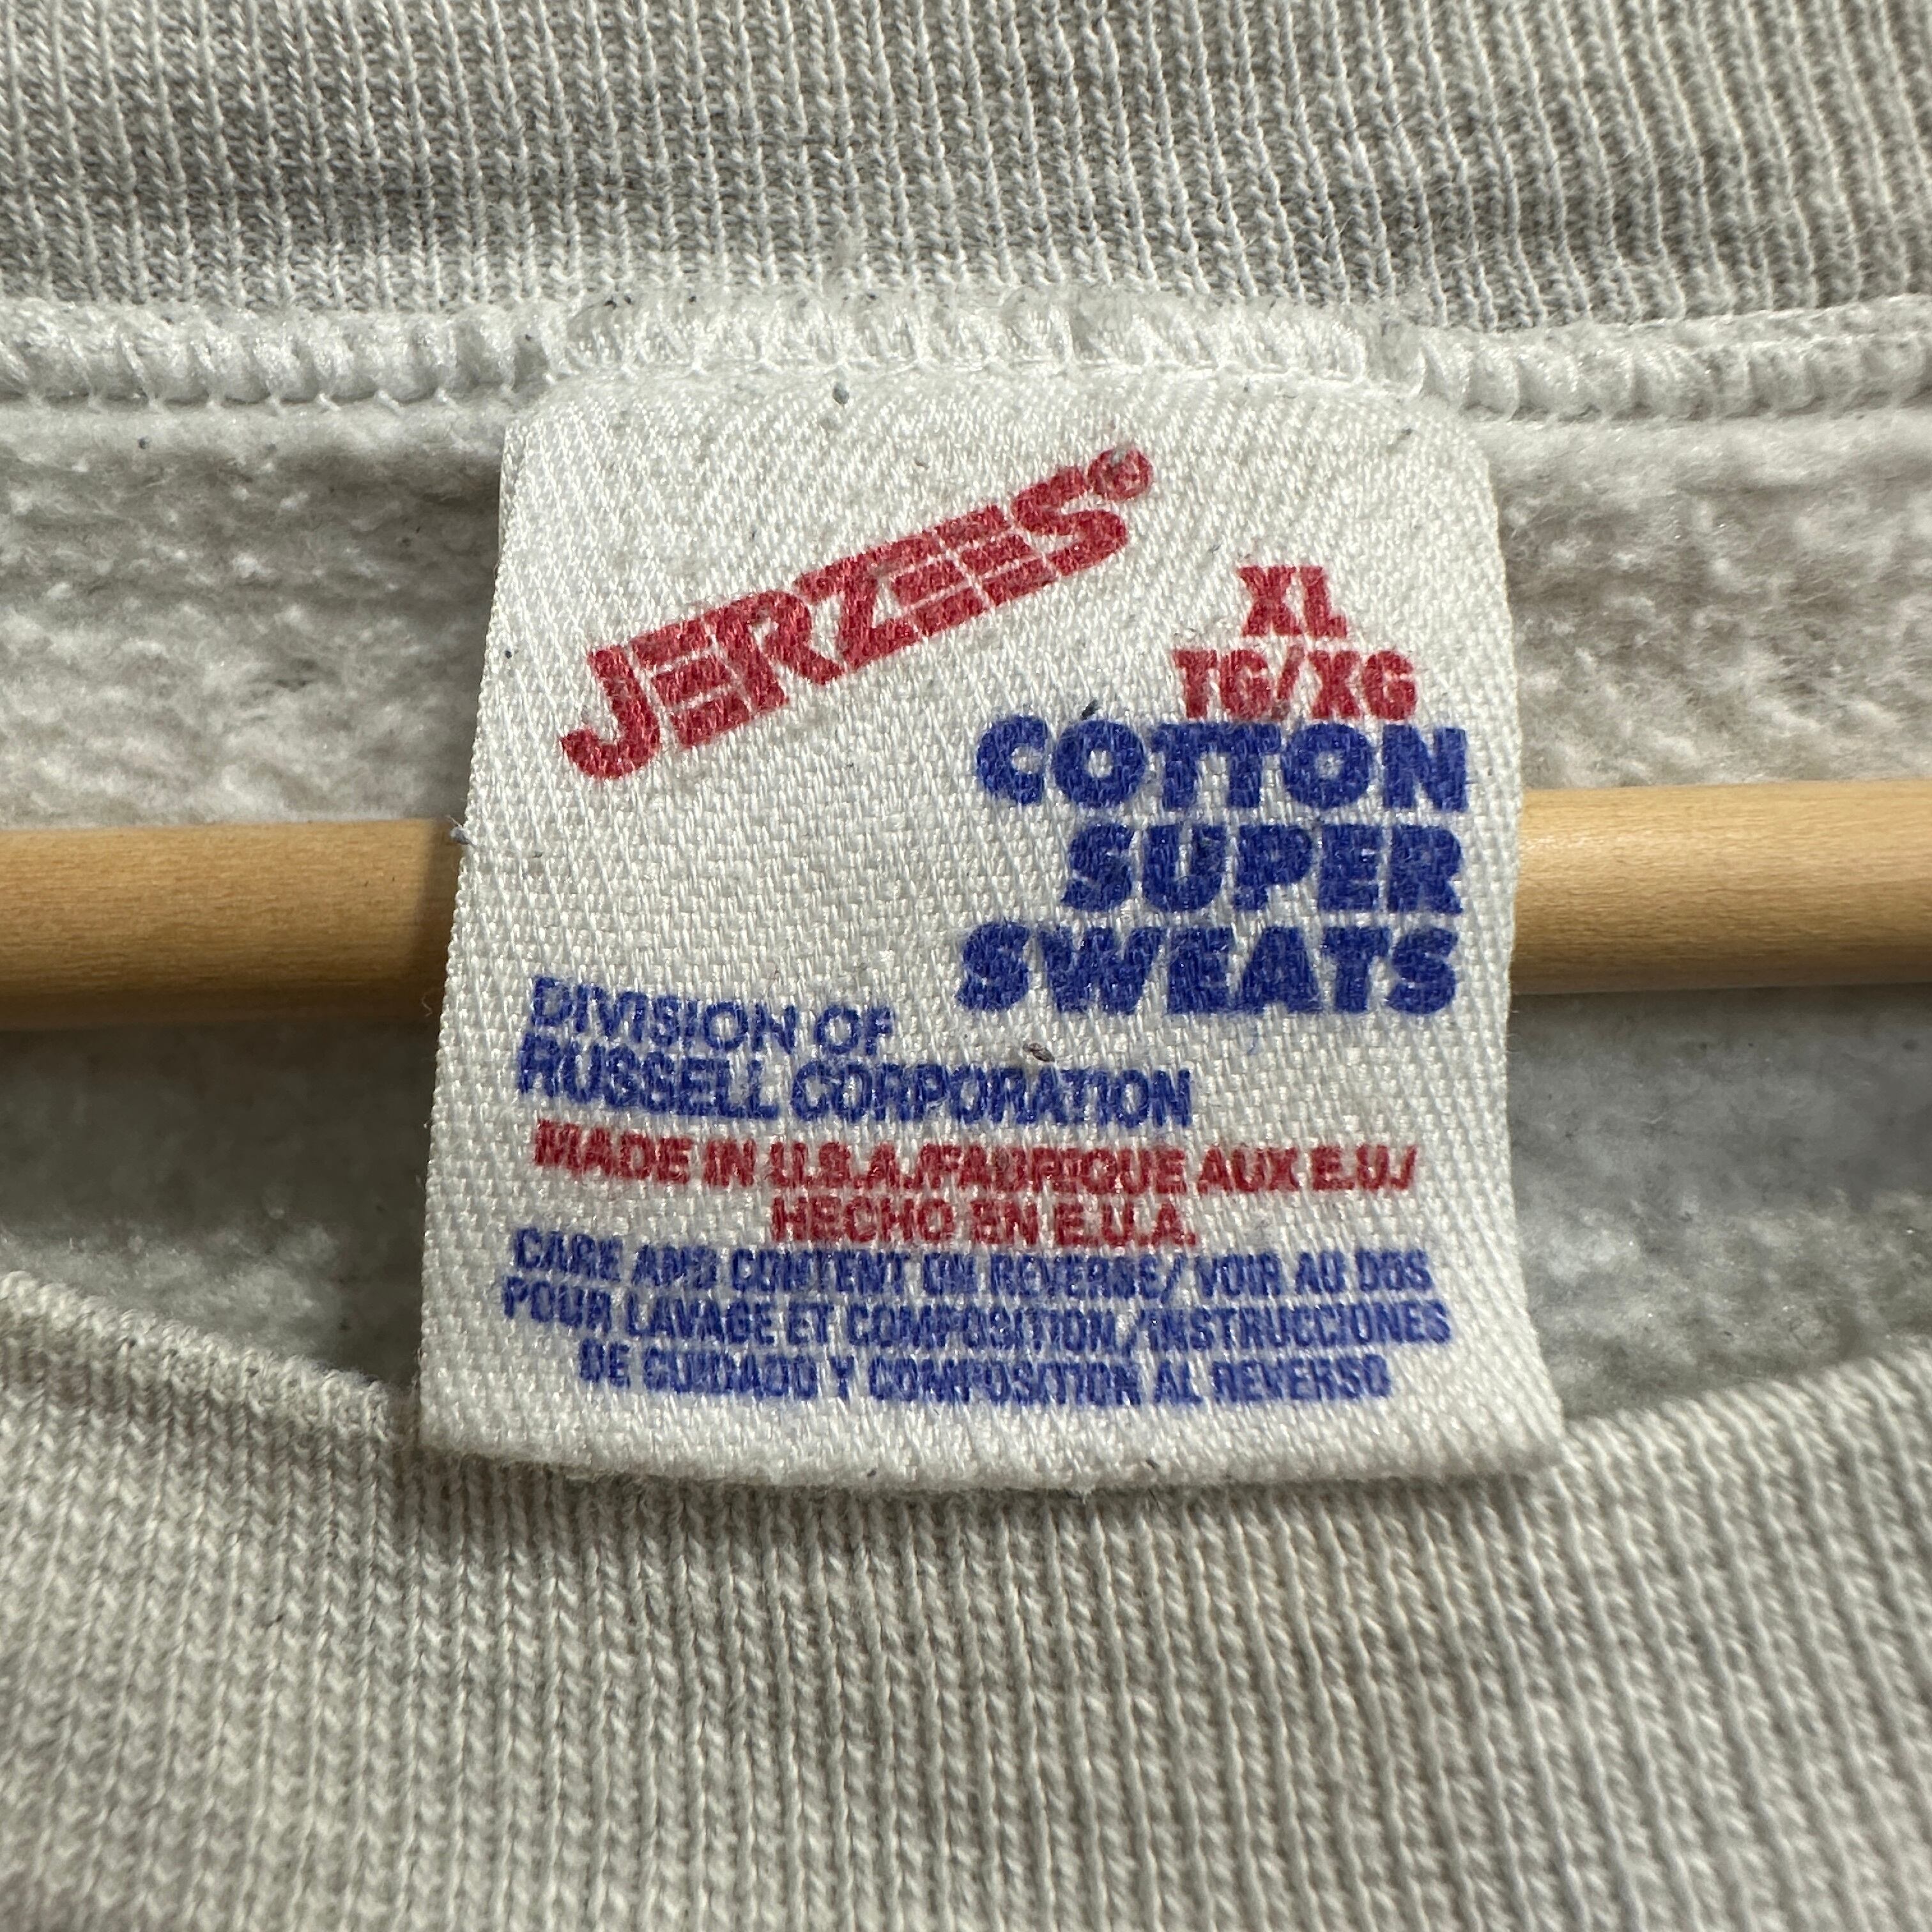 JERZEES®
XL
TG/XG
COTTON
SUPER
SWEATS
DIVISION OF
RUSSELL CORPORATION
MADE IN U.S.A./FABRIQUE AUX E.U./
HECHO EN E.U.A.
CARE AND CONTENT ON REVERSE/ VOIR AU DOS
POUR LAVAGE ET COMPOSITION/INSTRUCCIONES
DE CUIDADO Y COMPOSITION AL REVERSO